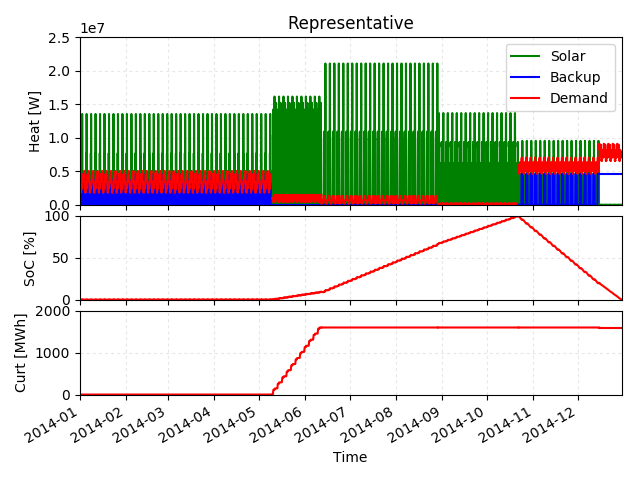 Representative
1e7
2.5
2.0
1.5
1.0
0.5
0.0
Heat [W]
Solar
Backup
Demand
100
50
0
SoC [%]
2000
1000
0
Curt [MWh]
2014-01
2014-02
2014-03
2014-04
2014-05
2014-06
2014-07
2014-08
2014-09
2014-10
2014-11
2014-12
Time